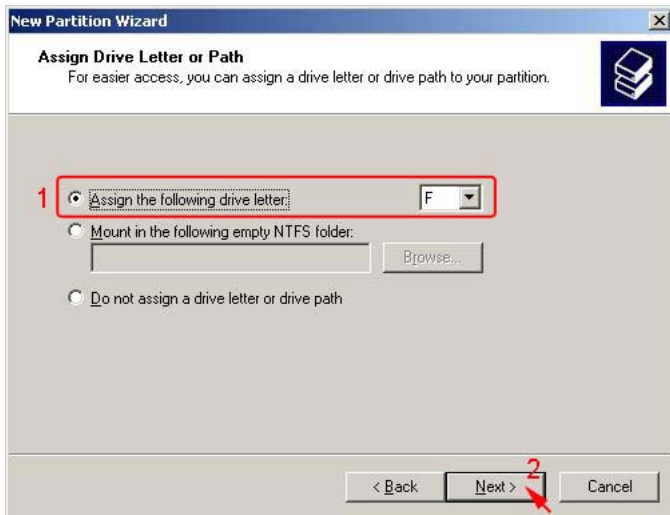 New Partition Wizard
Assign Drive Letter or Path
For easier access, you can assign a drive letter or drive path to your partition.
1
Assign the following drive letter: F
Mount in the following empty NTFS folder:
Browse...
Do not assign a drive letter or drive path
2
< Back Next > Cancel